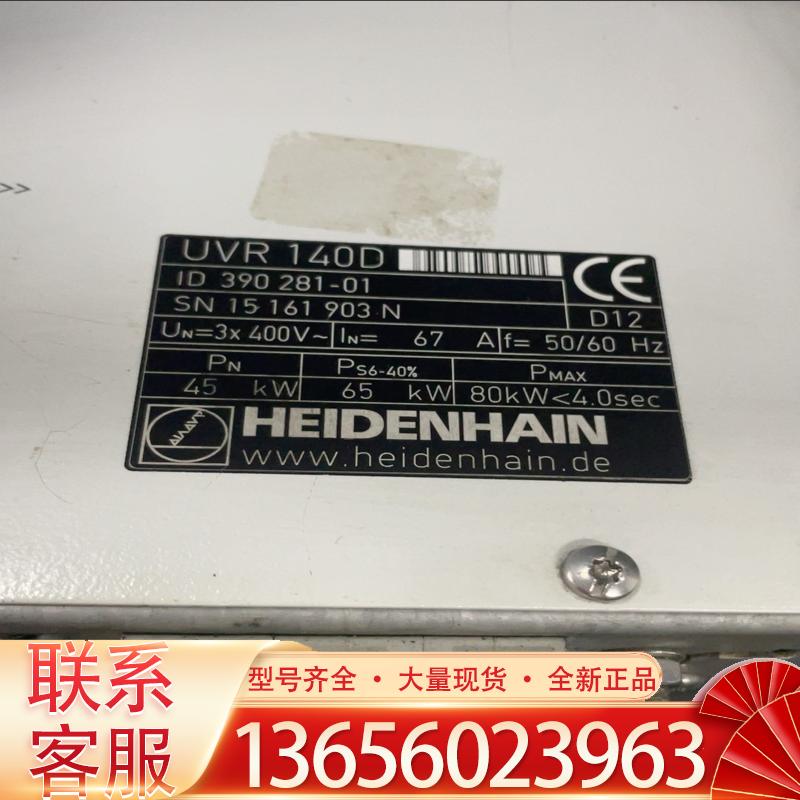 >>
UVR 140D
ID 390 281-01
SN 15 161 903 N
CE
D12
UN=3x 400V~ IN= 67 A f= 50/60 Hz
PN PS6-40% PMAX
45 kW 65 kW 80kW<4.0sec
HEIDENHAIN
www.heidenhain.de
联系
客服
型号齐全 · 大量现货 · 全新正品
13656023963